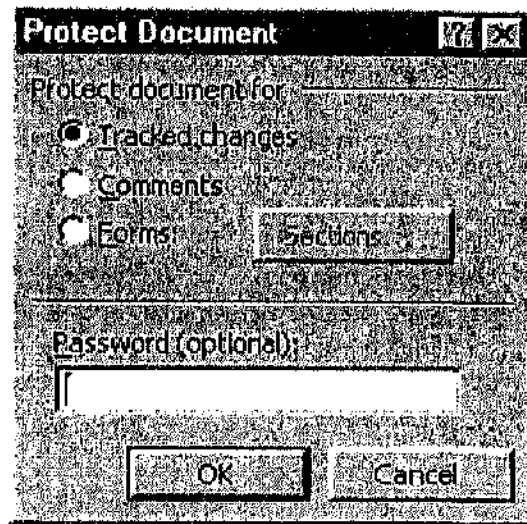 Protect Document
Protect document for
Tracked changes
Comments
Forms Sections
Password (optional):
OK Cancel